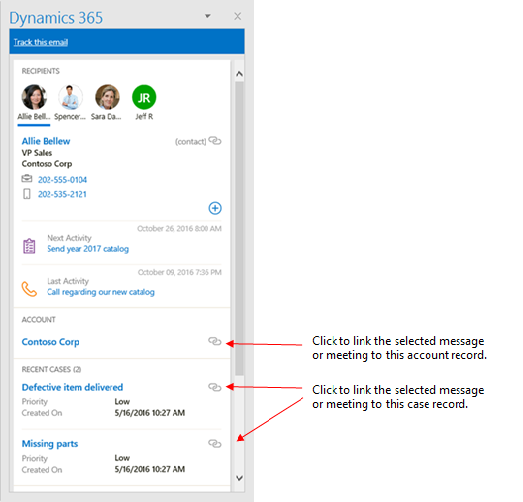 Dynamics 365
Track this email
RECIPIENTS
JR
Allie Bell... Spencer... Sara Da... Jeff R
Allie Bellew (contact)
VP Sales
Contoso Corp
202-555-0104
202-535-2121
October 26, 2016 8:00 AM
Next Activity
Send year 2017 catalog
October 09, 2016 7:35 PM
Last Activity
Call regarding our new catalog
ACCOUNT
Contoso Corp
Click to link the selected message
or meeting to this account record.
RECENT CASES (2)
Defective item delivered
Priority Low
Created On 5/16/2016 10:27 AM
Click to link the selected message
or meeting to this case record.
Missing parts
Priority Low
Created On 5/16/2016 10:27 AM